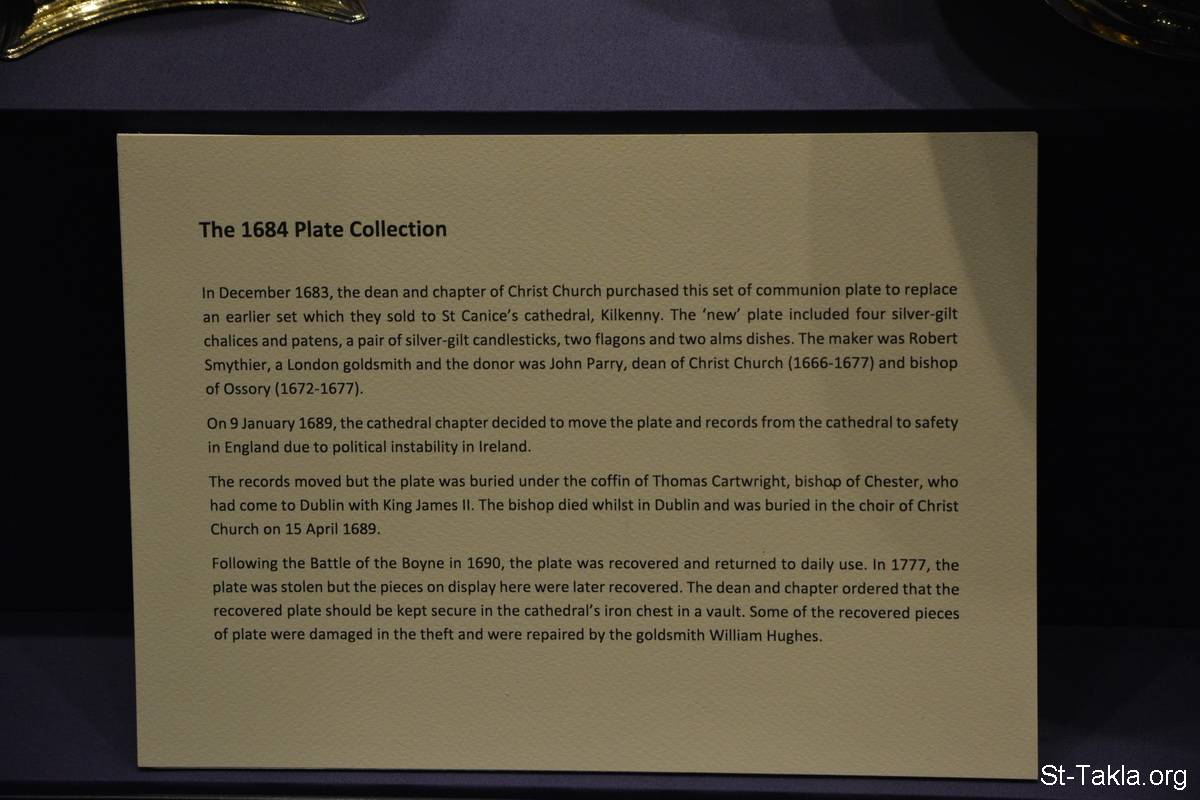 The 1684 Plate Collection
In December 1683, the dean and chapter of Christ Church purchased this set of communion plate to replace
an earlier set which they sold to St Canice's cathedral, Kilkenny. The 'new' plate included four silver-gilt
chalices and patens, a pair of silver-gilt candlesticks, two flagons and two alms dishes. The maker was Robert
Smythier, a London goldsmith and the donor was John Parry, dean of Christ Church (1666-1677) and bishop
of Ossory (1672-1677).
On 9 January 1689, the cathedral chapter decided to move the plate and records from the cathedral to safety
in England due to political instability in Ireland.
The records moved but the plate was buried under the coffin of Thomas Cartwright, bishop of Chester, who
had come to Dublin with King James II. The bishop died whilst in Dublin and was buried in the choir of Christ
Church on 15 April 1689.
Following the Battle of the Boyne in 1690, the plate was recovered and returned to daily use. In 1777, the
plate was stolen but the pieces on display here were later recovered. The dean and chapter ordered that the
recovered plate should be kept secure in the cathedral's iron chest in a vault. Some of the recovered pieces
of plate were damaged in the theft and were repaired by the goldsmith William Hughes.
St-Takla.org